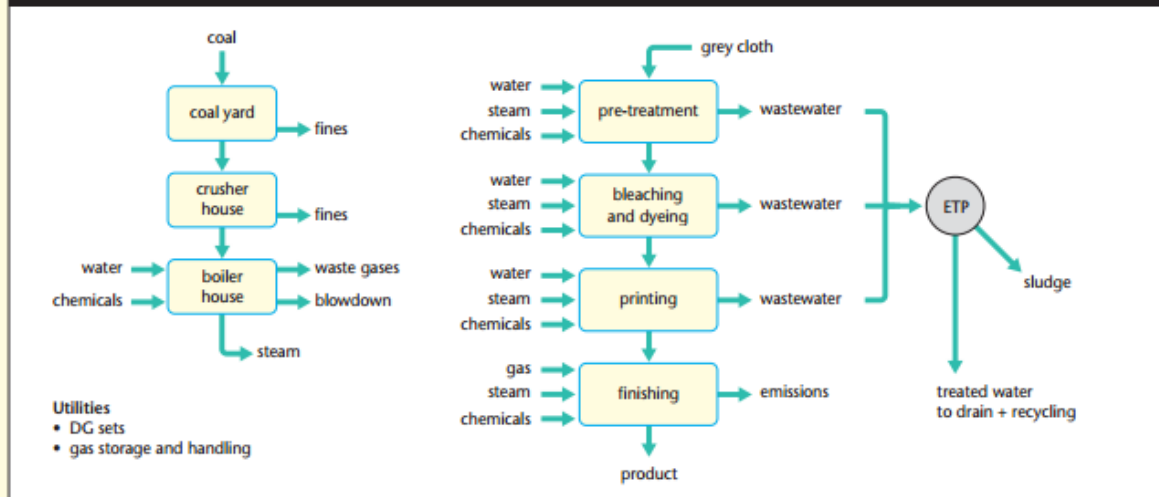 coal
coal yard
fines
crusher
house
fines
water
chemicals
boiler
house
waste gases
blowdown
steam
Utilities
• DG sets
• gas storage and handling
grey cloth
water
steam
chemicals
pre-treatment
wastewater
water
steam
chemicals
bleaching
and dyeing
wastewater
water
steam
chemicals
printing
wastewater
gas
steam
chemicals
finishing
emissions
product
ETP
sludge
treated water
to drain + recycling